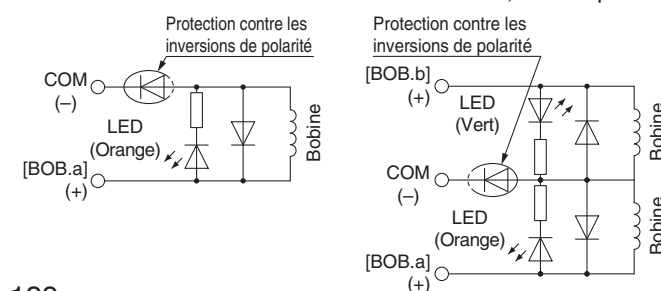 Protection contre les
inversions de polarité
COM
(–)
LED
(Orange)
[BOB.a]
(+)
Bobine
Protection contre les
inversions de polarité
[BOB.b]
(+)
LED
(Vert)
Bobine
COM
(–)
LED
(Orange)
[BOB.a]
(+)
Bobine